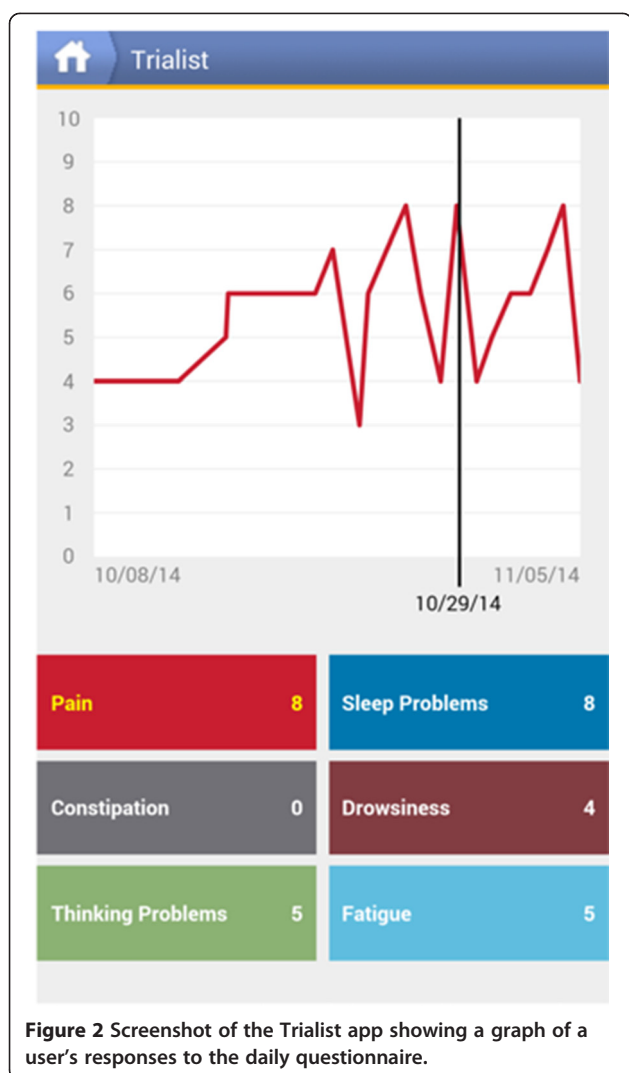 Trialist
10
9
8
7
6
5
4
3
2
1
0
10/08/14 11/05/14
10/29/14
Pain 8 Sleep Problems 8
Constipation 0 Drowsiness 4
Thinking Problems 5 Fatigue 5
Figure 2 Screenshot of the Trialist app showing a graph of a
user's responses to the daily questionnaire.